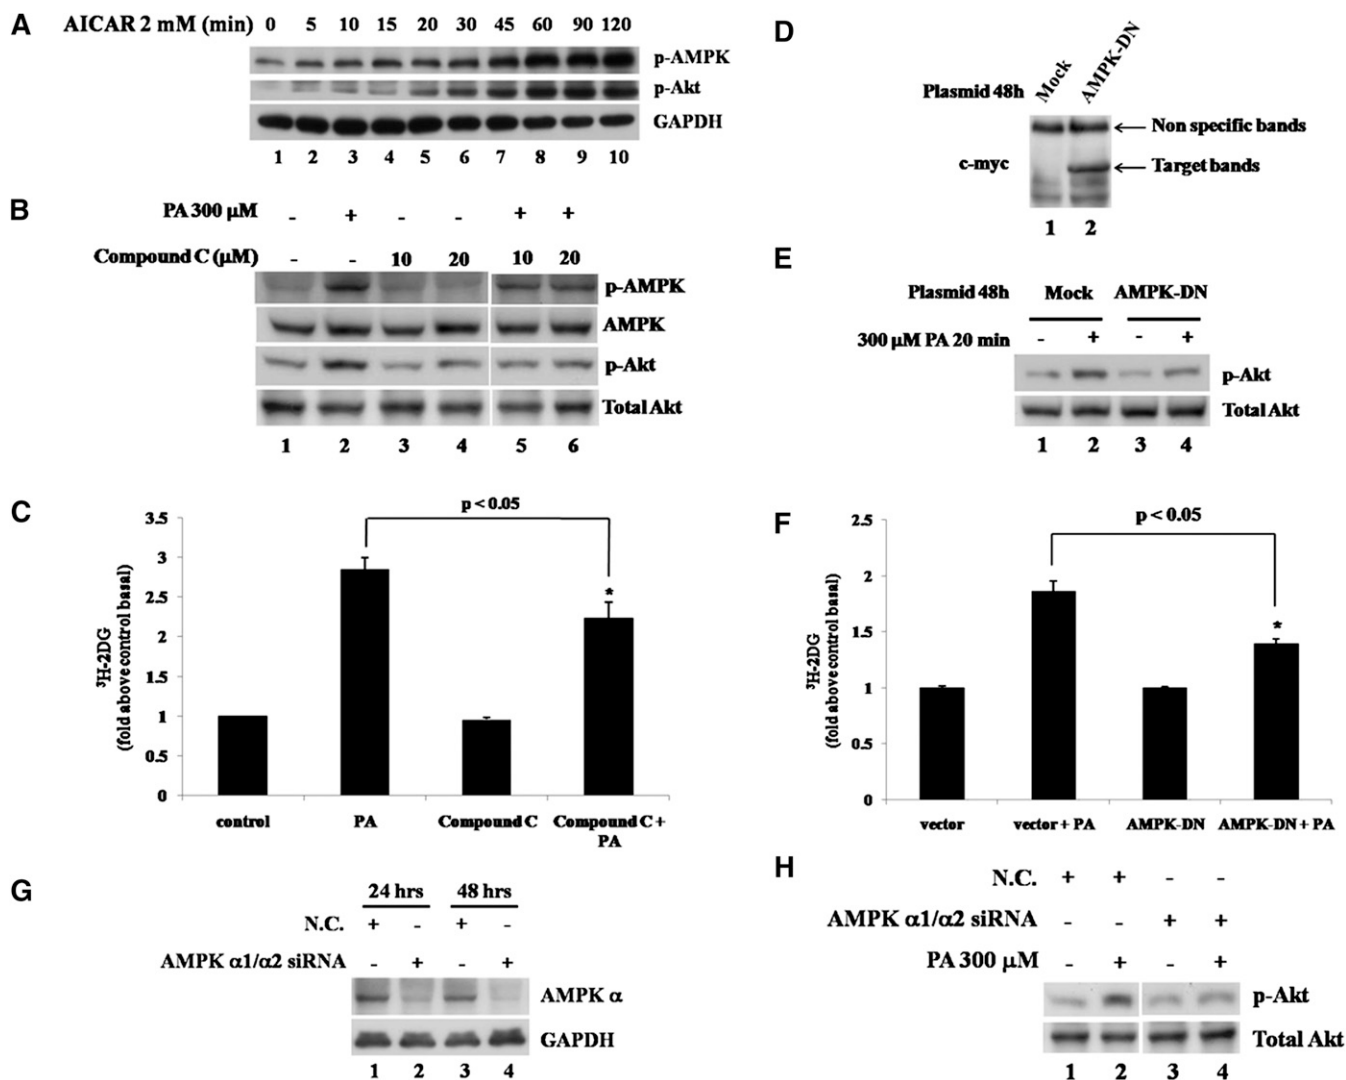 A
AICAR 2 mM (min) 0 5 10 15 20 30 45 60 90 120
p-AMPK
p-Akt
GAPDH
1 2 3 4 5 6 7 8 9 10
B
PA 300 µM - + - - + +
Compound C (µM) - - 10 20 10 20
p-AMPK
AMPK
p-Akt
Total Akt
1 2 3 4 5 6
C
p < 0.05
³H-2DG
(fold above control basal)
3.5
3
2.5
2
1.5
1
0.5
0
*
control PA Compound C Compound C + PA
D
Plasmid 48h Mock AMPK-DN
Non specific bands
c-myc
Target bands
1 2
E
Plasmid 48h Mock AMPK-DN
300 µM PA 20 min - + - +
p-Akt
Total Akt
1 2 3 4
F
p < 0.05
³H-2DG
(fold above control basal)
2.5
2
1.5
1
0.5
0
*
vector vector + PA AMPK-DN AMPK-DN + PA
G
24 hrs 48 hrs
N.C. + - + -
AMPK α1/α2 siRNA - + - +
AMPK α
GAPDH
1 2 3 4
H
N.C. + + - -
AMPK α1/α2 siRNA - - + +
PA 300 µM - + - +
p-Akt
Total Akt
1 2 3 4